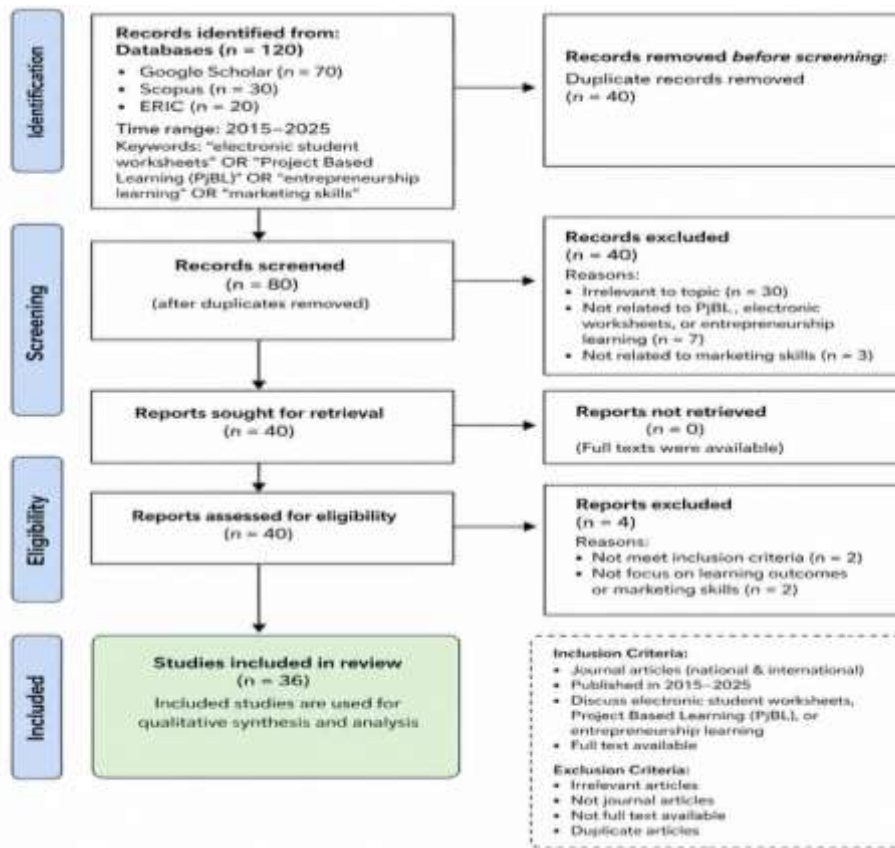 Identification
Records identified from:
Databases (n = 120)
• Google Scholar (n = 70)
• Scopus (n = 30)
• ERIC (n = 20)
Time range: 2015–2025
Keywords: "electronic student
worksheets" OR "Project Based
Learning (PjBL)" OR "entrepreneurship
learning" OR "marketing skills"
Records removed before screening:
Duplicate records removed
(n = 40)
Screening
Records screened
(n = 80)
(after duplicates removed)
Records excluded
(n = 40)
Reasons:
• Irrelevant to topic (n = 30)
• Not related to PjBL, electronic
worksheets, or entrepreneurship
learning (n = 7)
• Not related to marketing skills (n = 3)
Reports sought for retrieval
(n = 40)
Reports not retrieved
(n = 0)
(Full texts were available)
Eligibility
Reports assessed for eligibility
(n = 40)
Reports excluded
(n = 4)
Reasons:
• Not meet inclusion criteria (n = 2)
• Not focus on learning outcomes
or marketing skills (n = 2)
Included
Studies included in review
(n = 36)
Included studies are used for
qualitative synthesis and analysis
Inclusion Criteria:
• Journal articles (national & international)
• Published in 2015–2025
• Discuss electronic student worksheets,
Project Based Learning (PjBL), or
entrepreneurship learning
• Full text available
Exclusion Criteria:
• Irrelevant articles
• Not journal articles
• Not full text available
• Duplicate articles